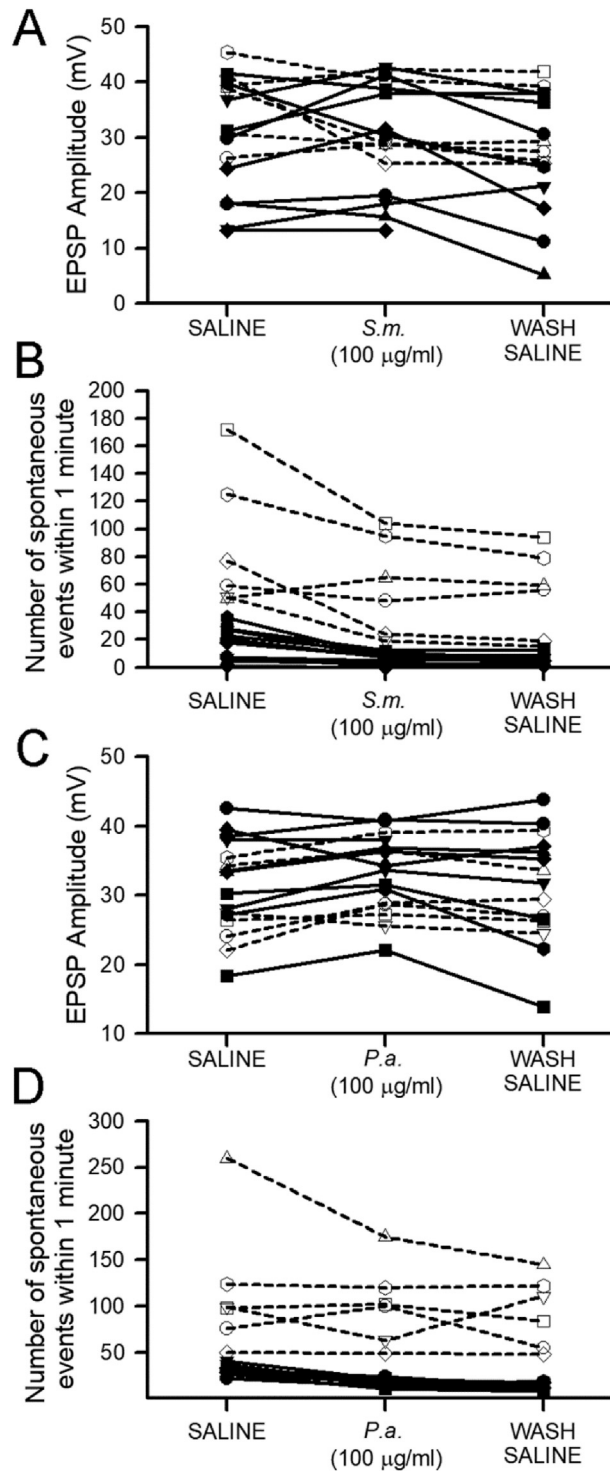 A
EPSP Amplitude (mV)
50
40
30
20
10
0
SALINE
S.m.
(100 μg/ml)
WASH
SALINE
B
Number of spontaneous
events within 1 minute
200
180
160
140
120
100
80
60
40
20
0
SALINE
S.m.
(100 μg/ml)
WASH
SALINE
C
EPSP Amplitude (mV)
50
40
30
20
10
SALINE
P.a.
(100 μg/ml)
WASH
SALINE
D
Number of spontaneous
events within 1 minute
300
250
200
150
100
50
SALINE
P.a.
(100 μg/ml)
WASH
SALINE